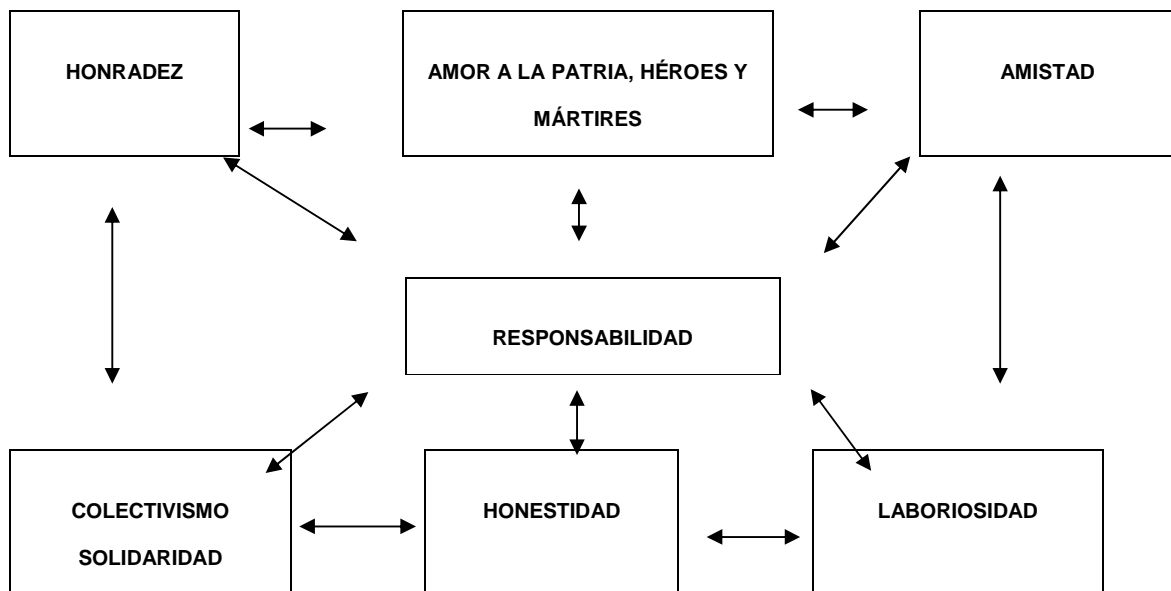 HONRADEZ
AMOR A LA PATRIA, HÉROES Y
MÁRTIRES
AMISTAD
RESPONSABILIDAD
COLECTIVISMO
SOLIDARIDAD
HONESTIDAD
LABORIOSIDAD